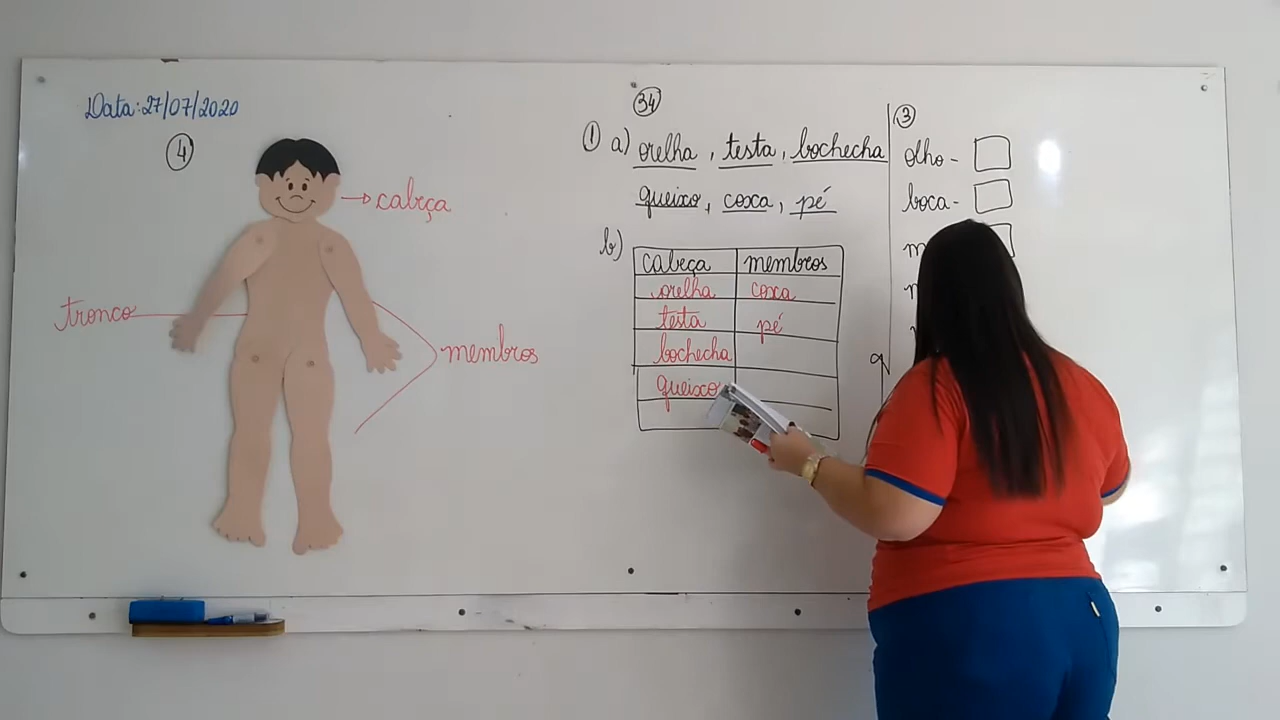 Data: 27/07/2020
4
cabeça
tronco
membros
34
1 a) orelha, testa, bochecha
queixo, coxa, pé
b)
cabeça membros
orelha coxa
testa pé
bochecha
queixo
3
olho -
boca -